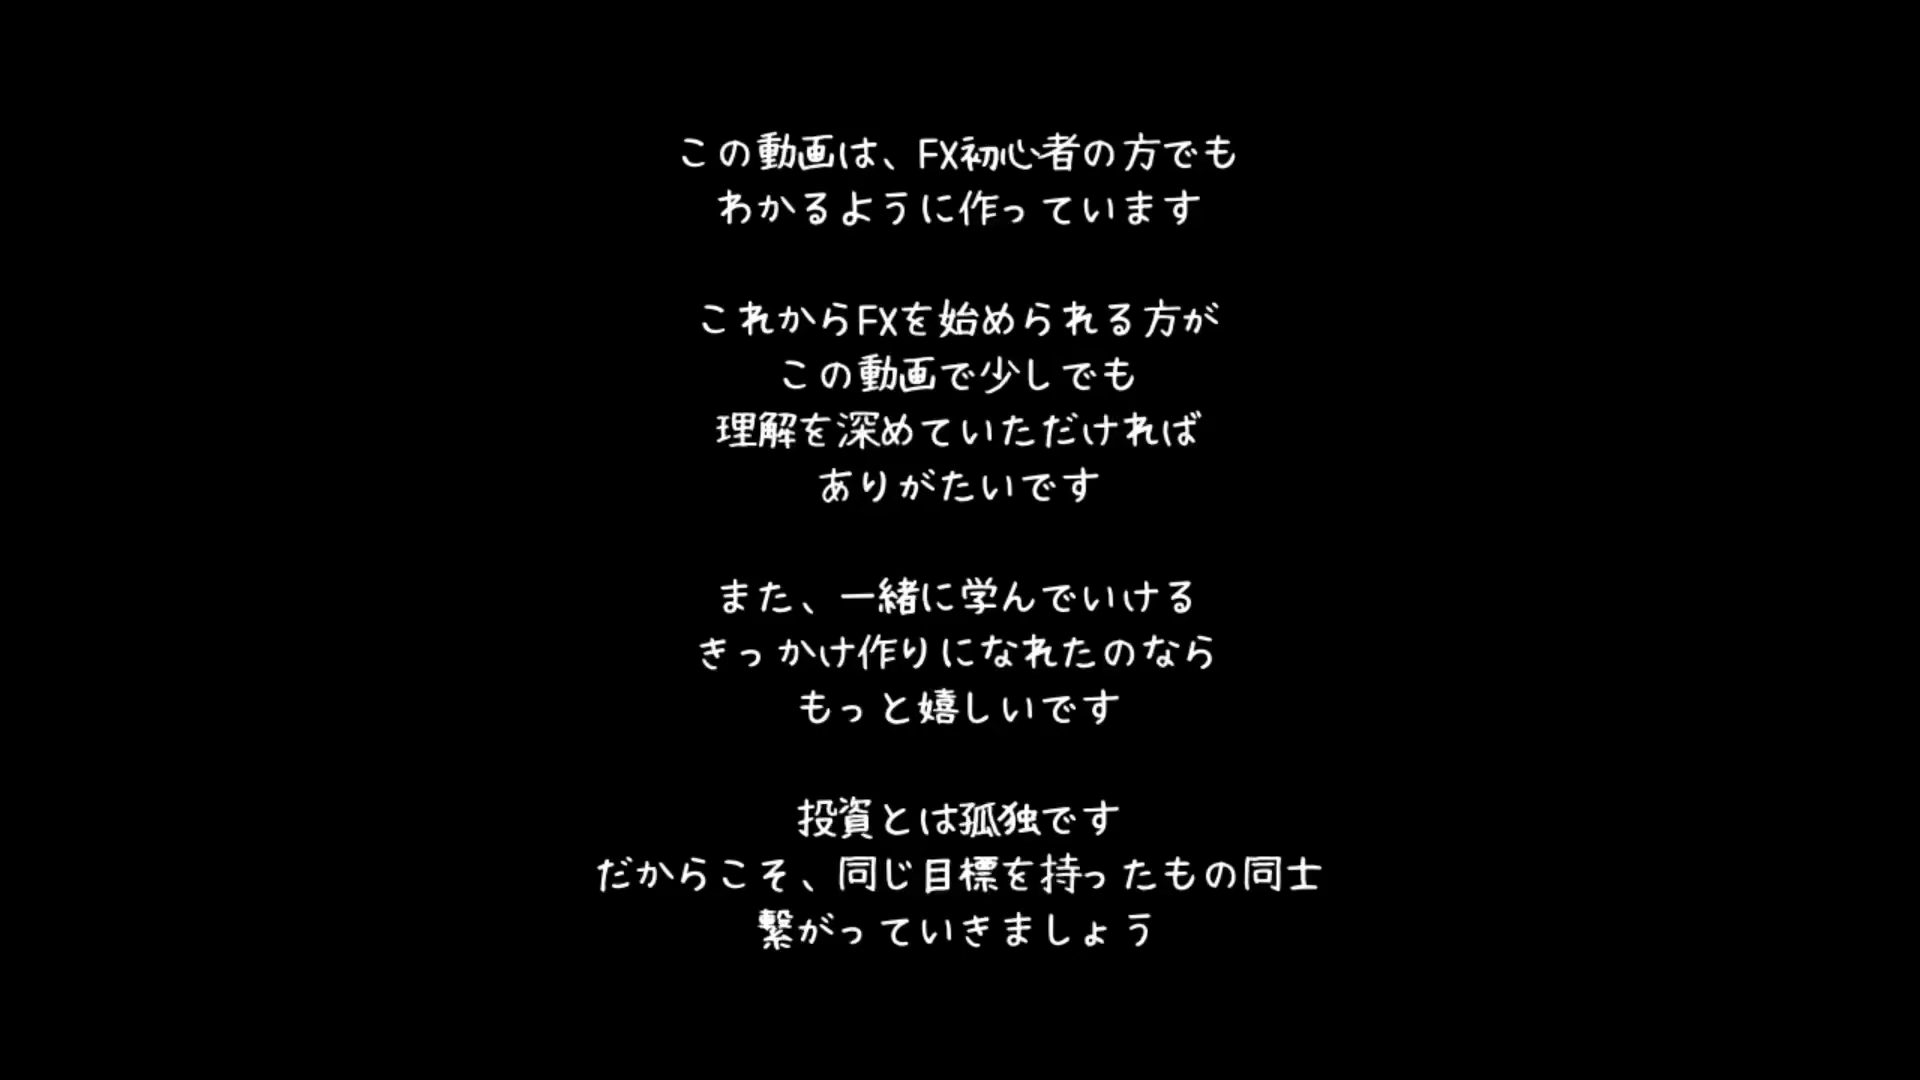 この動画は、FX初心者の方でも
わかるように作っています
これからFXを始められる方が
この動画で少しでも
理解を深めていただければ
ありがたいです
また、一緒に学んでいける
きっかけ作りになれたのなら
もっと嬉しいです
投資とは孤独です
だからこそ、同じ目標を持ったもの同士
繋がっていきましょう